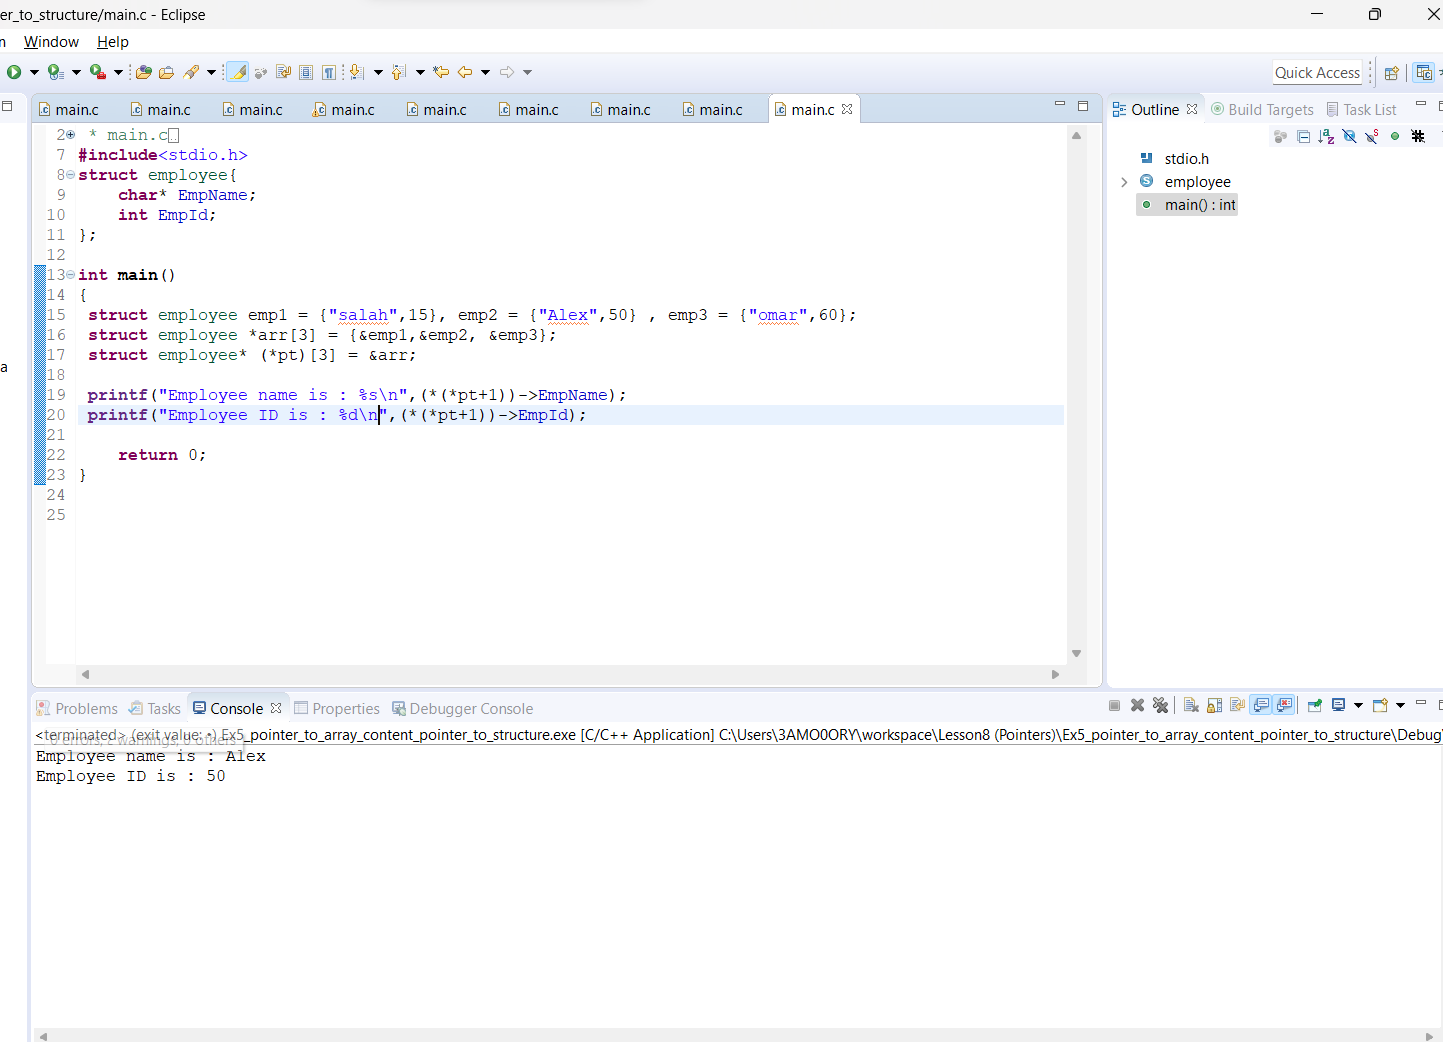 er_to_structure/main.c - Eclipse
n Window Help
Quick Access
main.c main.c main.c main.c main.c main.c main.c main.c main.c
Outline Build Targets Task List
2 * main.c
7 #include<stdio.h>
8 struct employee{
9 char* EmpName;
10 int EmpId;
11 };
12
13 int main()
14 {
15 struct employee emp1 = {"salah",15}, emp2 = {"Alex",50} , emp3 = {"omar",60};
16 struct employee *arr[3] = {&emp1,&emp2, &emp3};
17 struct employee* (*pt)[3] = &arr;
18
19 printf("Employee name is : %s\n",(*(*pt+1))->EmpName);
20 printf("Employee ID is : %d\n",(*(*pt+1))->EmpId);
21
22 return 0;
23 }
24
25
stdio.h
employee
main() : int
a
Problems Tasks Console Properties Debugger Console
<terminated> (exit value: Ex5_pointer_to_array_content_pointer_to_structure.exe [C/C++ Application] C:\Users\3AMO0ORY\workspace\Lesson8 (Pointers)\Ex5_pointer_to_array_content_pointer_to_structure\Debug\
0 errors, 2 warnings, 0 others
Employee name is : Alex
Employee ID is : 50